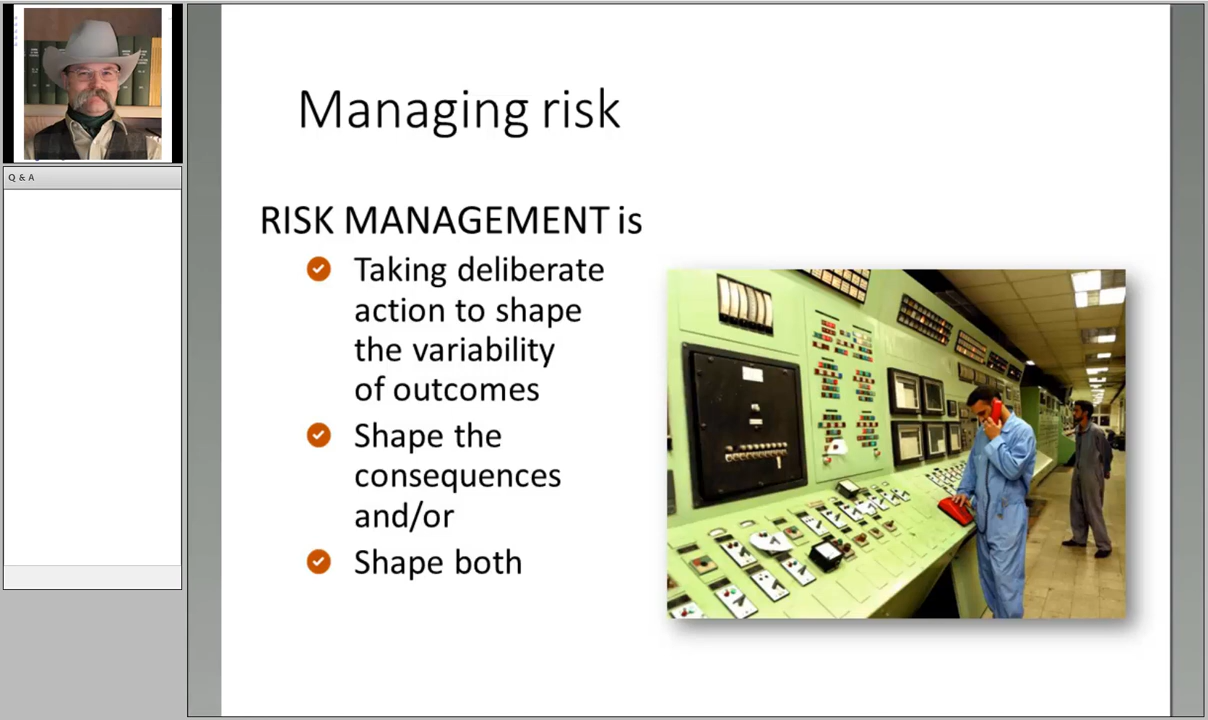 Q & A
Managing risk
RISK MANAGEMENT is
Taking deliberate
action to shape
the variability
of outcomes
Shape the
consequences
and/or
Shape both